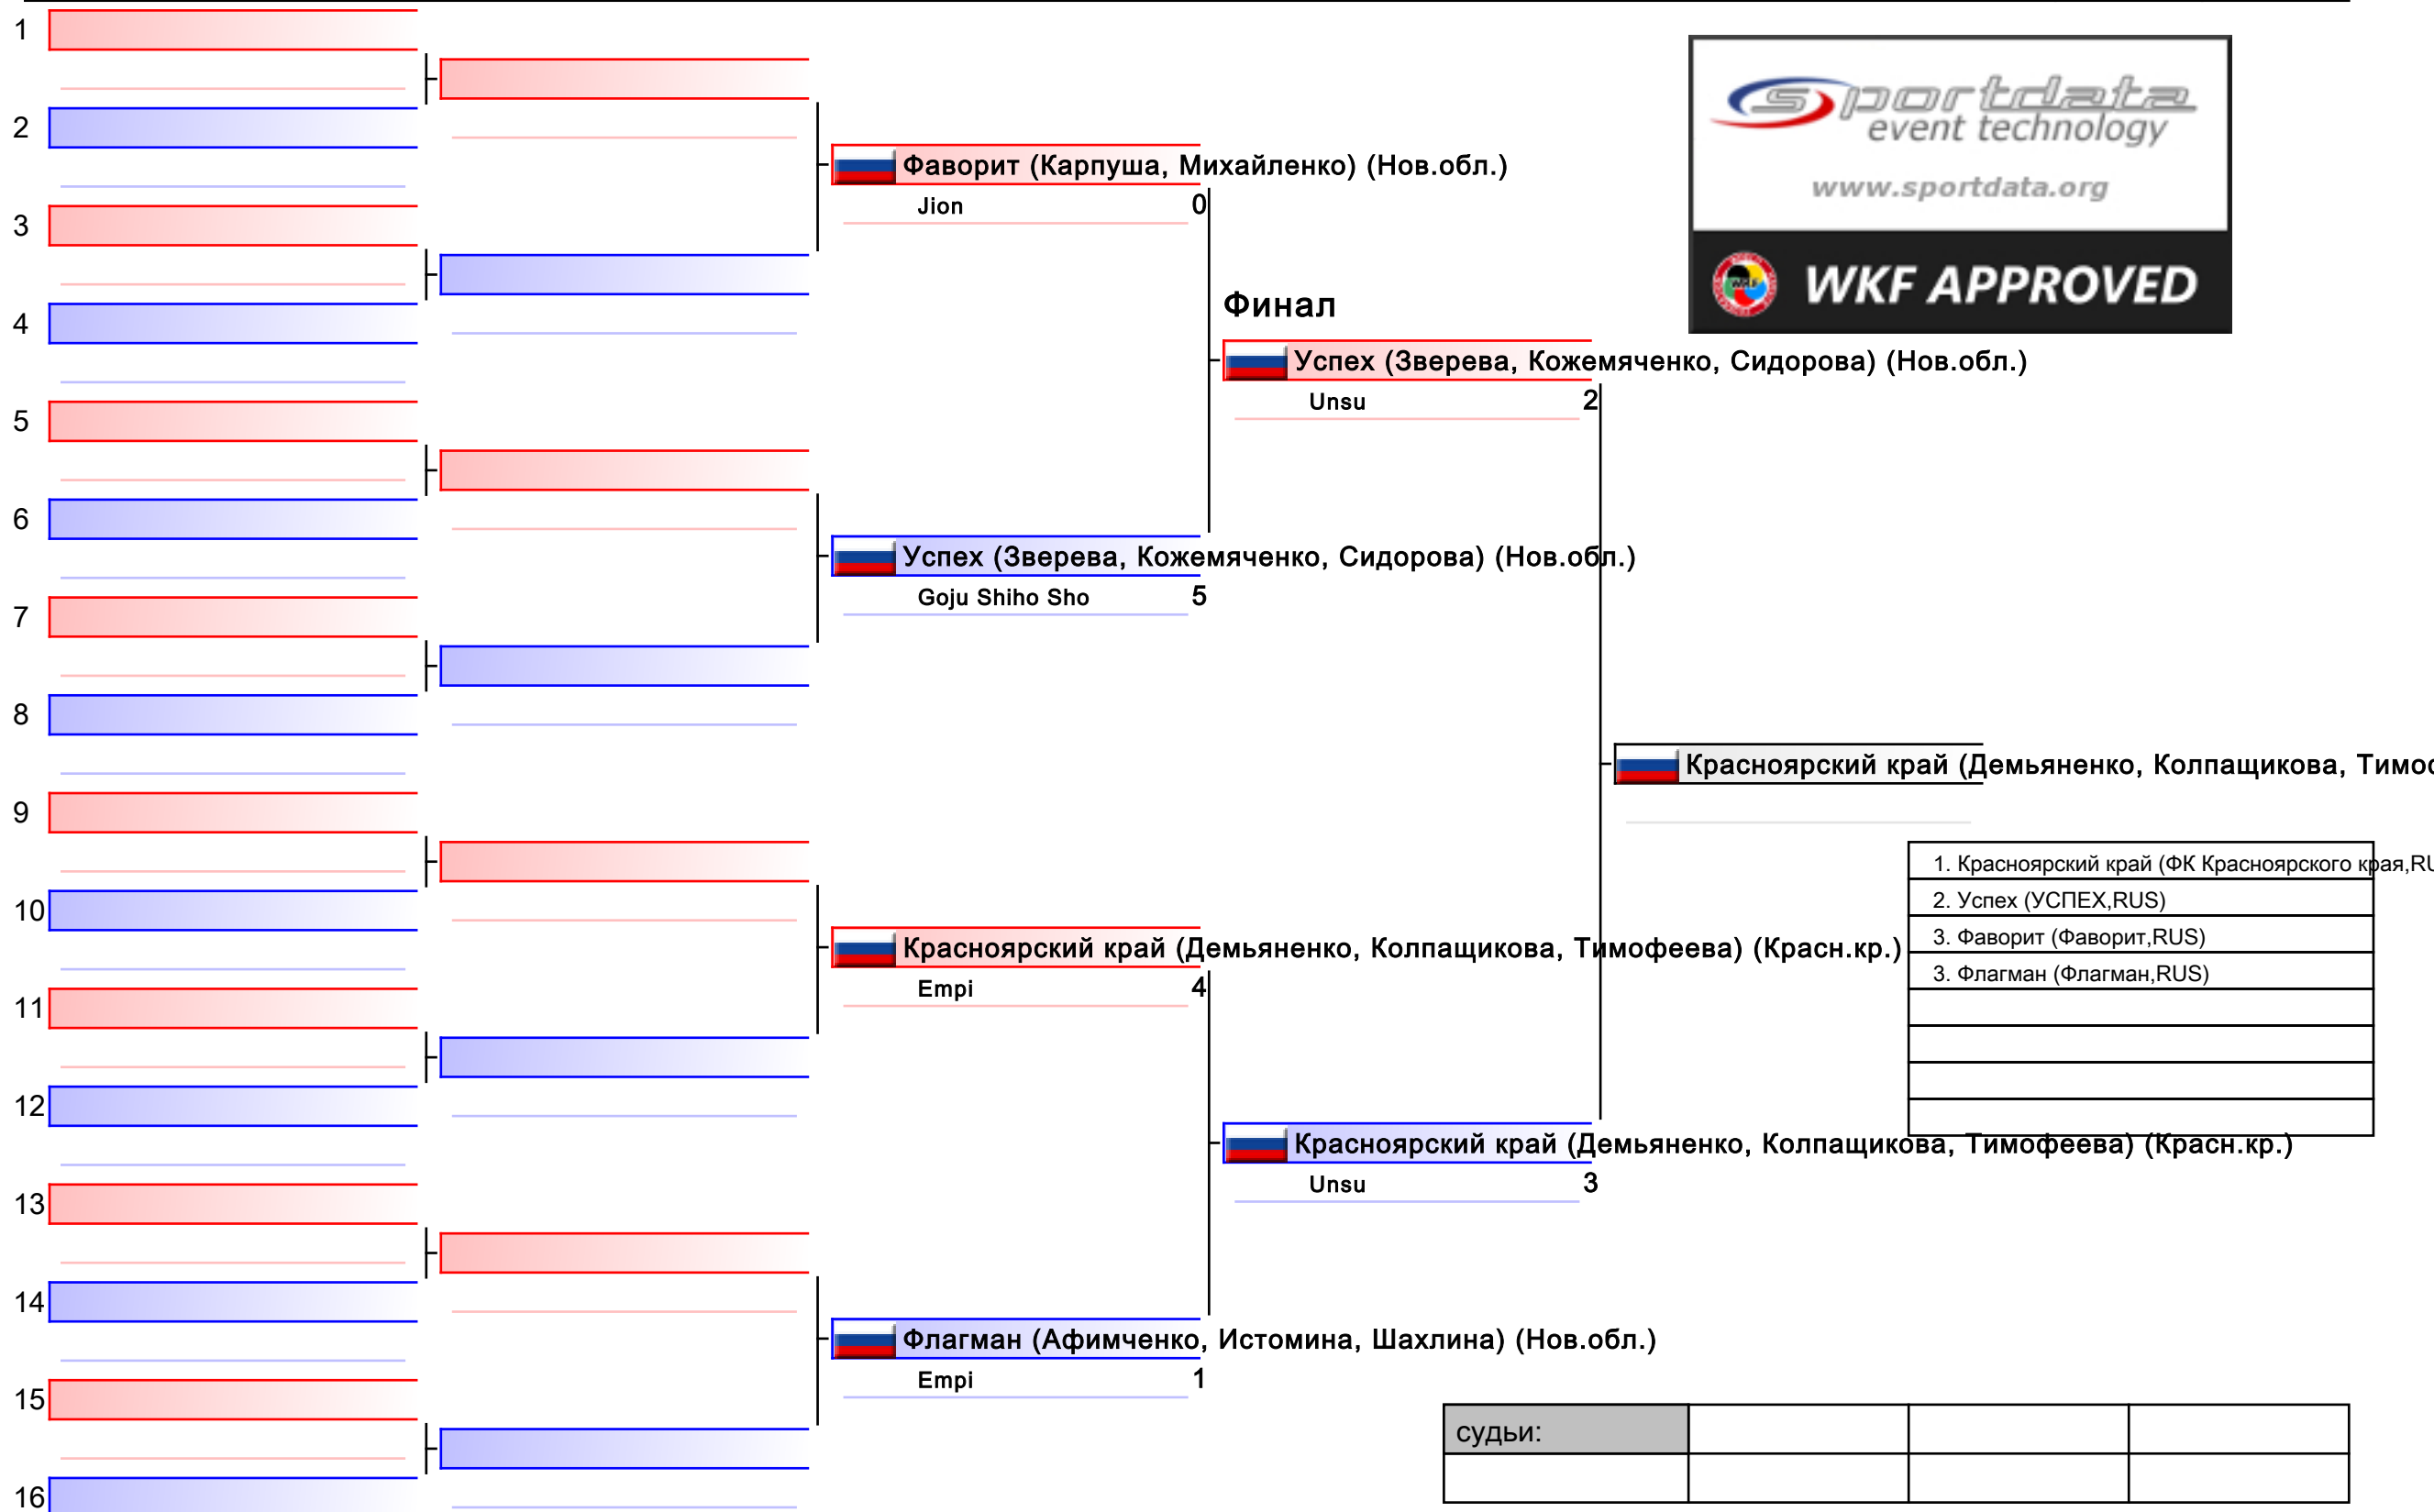 1
2
3
4
5
6
7
8
9
10
11
12
13
14
15
16
Фаворит (Карпуша, Михайленко) (Нов.обл.)
Jion 0
Успех (Зверева, Кожемяченко, Сидорова) (Нов.обл.)
Goju Shiho Sho 5
Красноярский край (Демьяненко, Колпащикова, Тимофеева) (Красн.кр.)
Empi 4
Флагман (Афимченко, Истомина, Шахлина) (Нов.обл.)
Empi 1
Финал
Успех (Зверева, Кожемяченко, Сидорова) (Нов.обл.)
Unsu 2
Красноярский край (Демьяненко, Колпащикова, Тимофеева) (Красн.кр.)
Unsu 3
sportdata
event technology
www.sportdata.org
WKF
WKF APPROVED
Красноярский край (Демьяненко, Колпащикова,
1. Красноярский край (ФК Красноярского края,
2. Успех (УСПЕХ,RUS)
3. Фаворит (Фаворит,RUS)
3. Флагман (Флагман,RUS)
судьи: